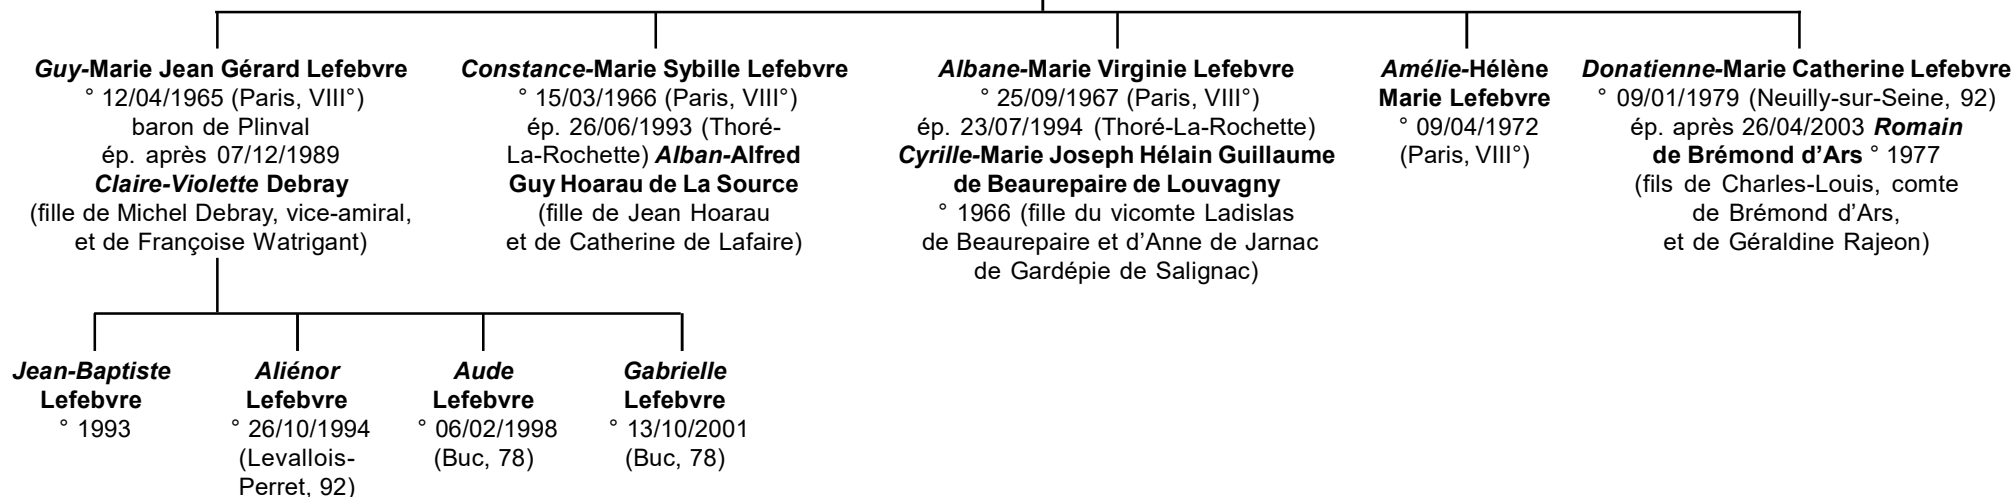 Guy-Marie Jean Gérard Lefebvre
° 12/04/1965 (Paris, VIII°)
baron de Plinval
ép. après 07/12/1989
Claire-Violette Debray
(fille de Michel Debray, vice-amiral,
et de Françoise Watrigant)
Constance-Marie Sybille Lefebvre
° 15/03/1966 (Paris, VIII°)
ép. 26/06/1993 (Thoré-
La-Rochette) Alban-Alfred
Guy Hoarau de La Source
(fille de Jean Hoarau
et de Catherine de Lafaire)
Albane-Marie Virginie Lefebvre
° 25/09/1967 (Paris, VIII°)
ép. 23/07/1994 (Thoré-La-Rochette)
Cyrille-Marie Joseph Hélain Guillaume
de Beaurepaire de Louvagny
° 1966 (fille du vicomte Ladislas
de Beaurepaire et d'Anne de Jarnac
de Gardépie de Salignac)
Amélie-Hélène
Marie Lefebvre
° 09/04/1972
(Paris, VIII°)
Donatienne-Marie Catherine Lefebvre
° 09/01/1979 (Neuilly-sur-Seine, 92)
ép. après 26/04/2003 Romain
de Brémond d'Ars ° 1977
(fils de Charles-Louis, comte
de Brémond d'Ars,
et de Géraldine Rajeon)
Jean-Baptiste
Lefebvre
° 1993
Aliénor
Lefebvre
° 26/10/1994
(Levallois-
Perret, 92)
Aude
Lefebvre
° 06/02/1998
(Buc, 78)
Gabrielle
Lefebvre
° 13/10/2001
(Buc, 78)